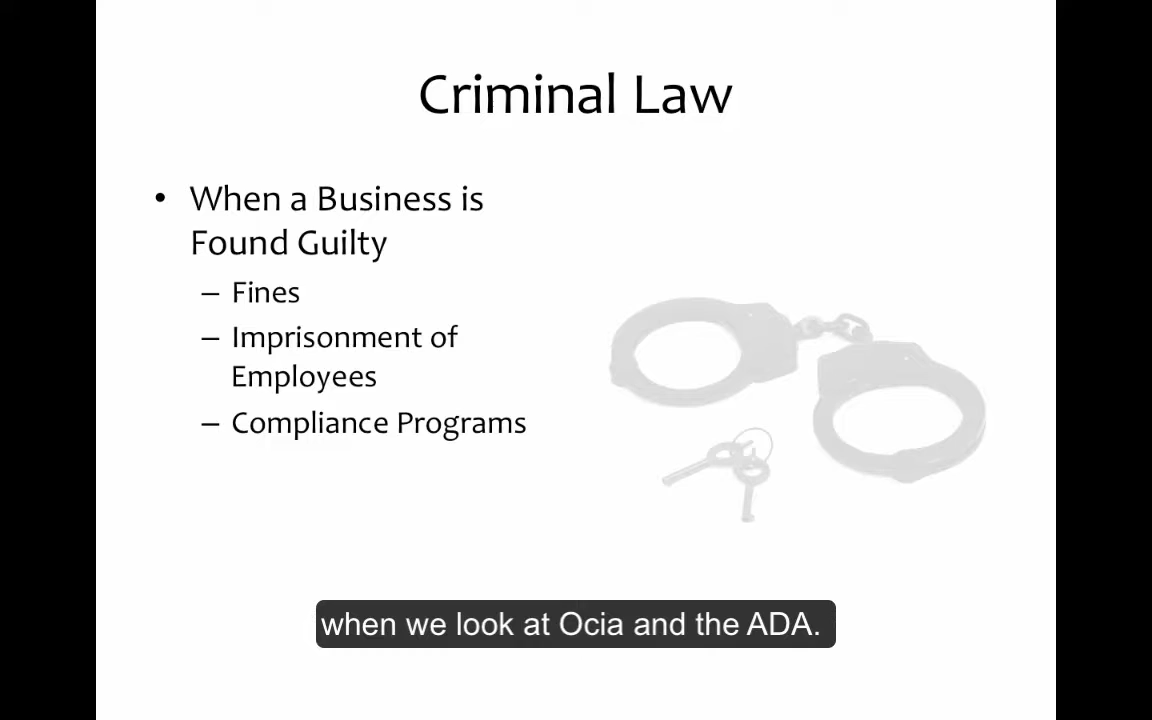 Criminal Law
• When a Business is
Found Guilty
– Fines
– Imprisonment of
Employees
– Compliance Programs
when we look at Ocia and the ADA.